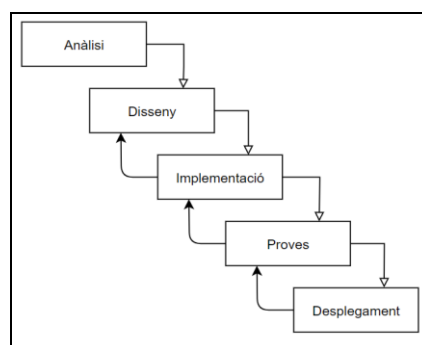 Anàlisi
Disseny
Implementació
Proves
Desplegament